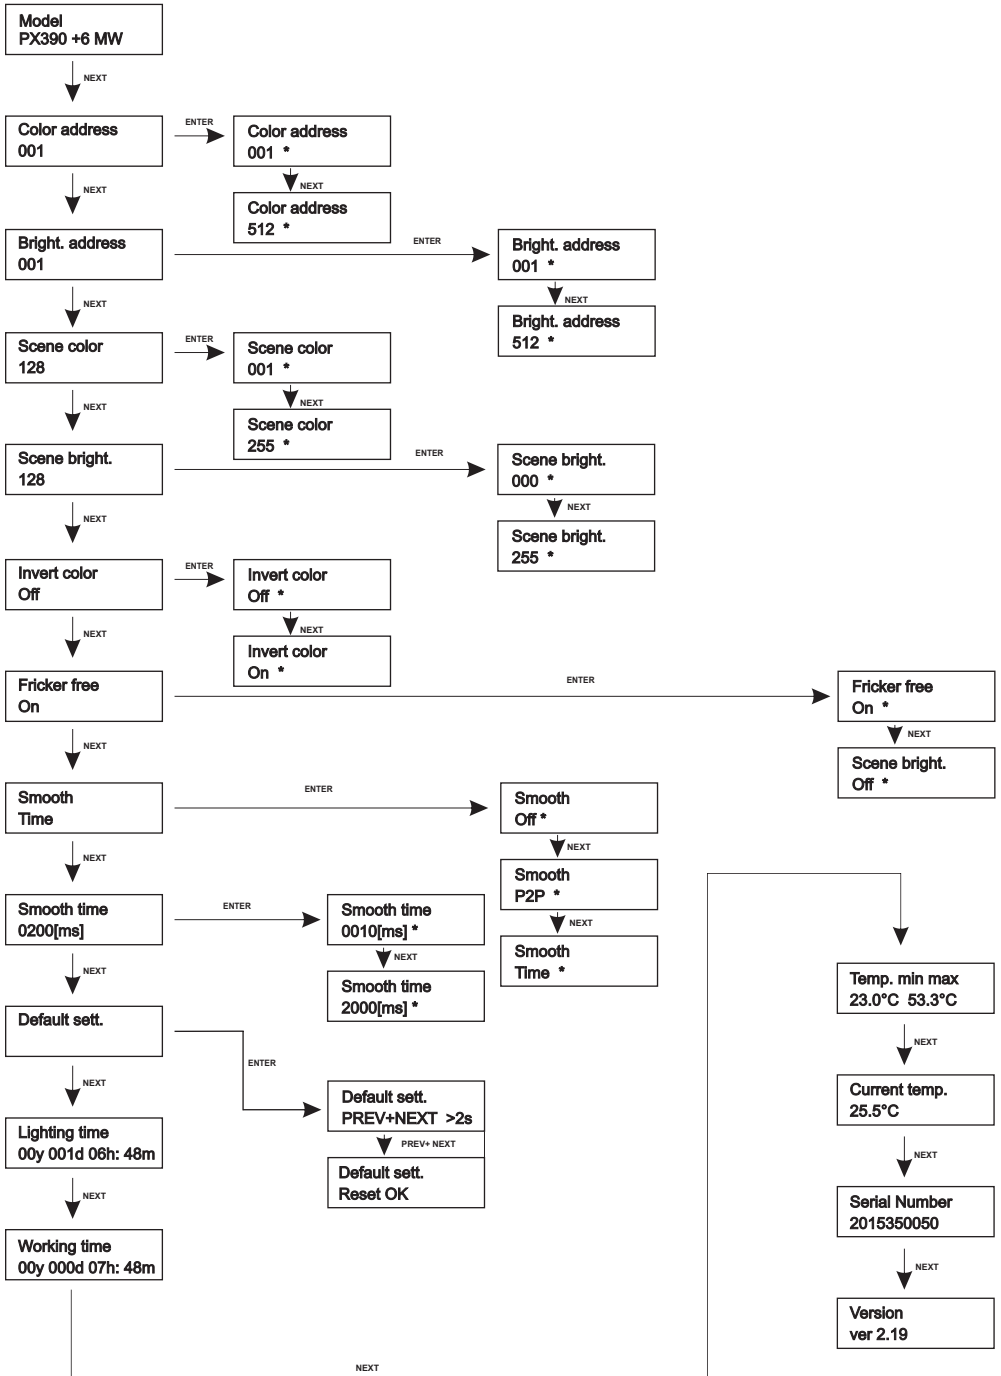 Model
PX390 +6 MW
NEXT
Color address
001
ENTER
Color address
001 *
NEXT
Color address
512 *
NEXT
Bright. address
001
ENTER
Bright. address
001 *
NEXT
Bright. address
512 *
NEXT
Scene color
128
ENTER
Scene color
001 *
NEXT
Scene color
255 *
NEXT
Scene bright.
128
ENTER
Scene bright.
000 *
NEXT
Scene bright.
255 *
NEXT
Invert color
Off
ENTER
Invert color
Off *
NEXT
Invert color
On *
NEXT
Fricker free
On
ENTER
Fricker free
On *
NEXT
Scene bright.
Off *
NEXT
Smooth
Time
ENTER
Smooth
Off *
NEXT
Smooth
P2P *
NEXT
Smooth
Time *
NEXT
Smooth time
0200[ms]
ENTER
Smooth time
0010[ms] *
NEXT
Smooth time
2000[ms] *
NEXT
Default sett.
ENTER
Default sett.
PREV+NEXT >2s
PREV+ NEXT
Default sett.
Reset OK
NEXT
Lighting time
00y 001d 06h: 48m
NEXT
Working time
00y 000d 07h: 48m
NEXT
Temp. min max
23.0°C 53.3°C
NEXT
Current temp.
25.5°C
NEXT
Serial Number
2015350050
NEXT
Version
ver 2.19